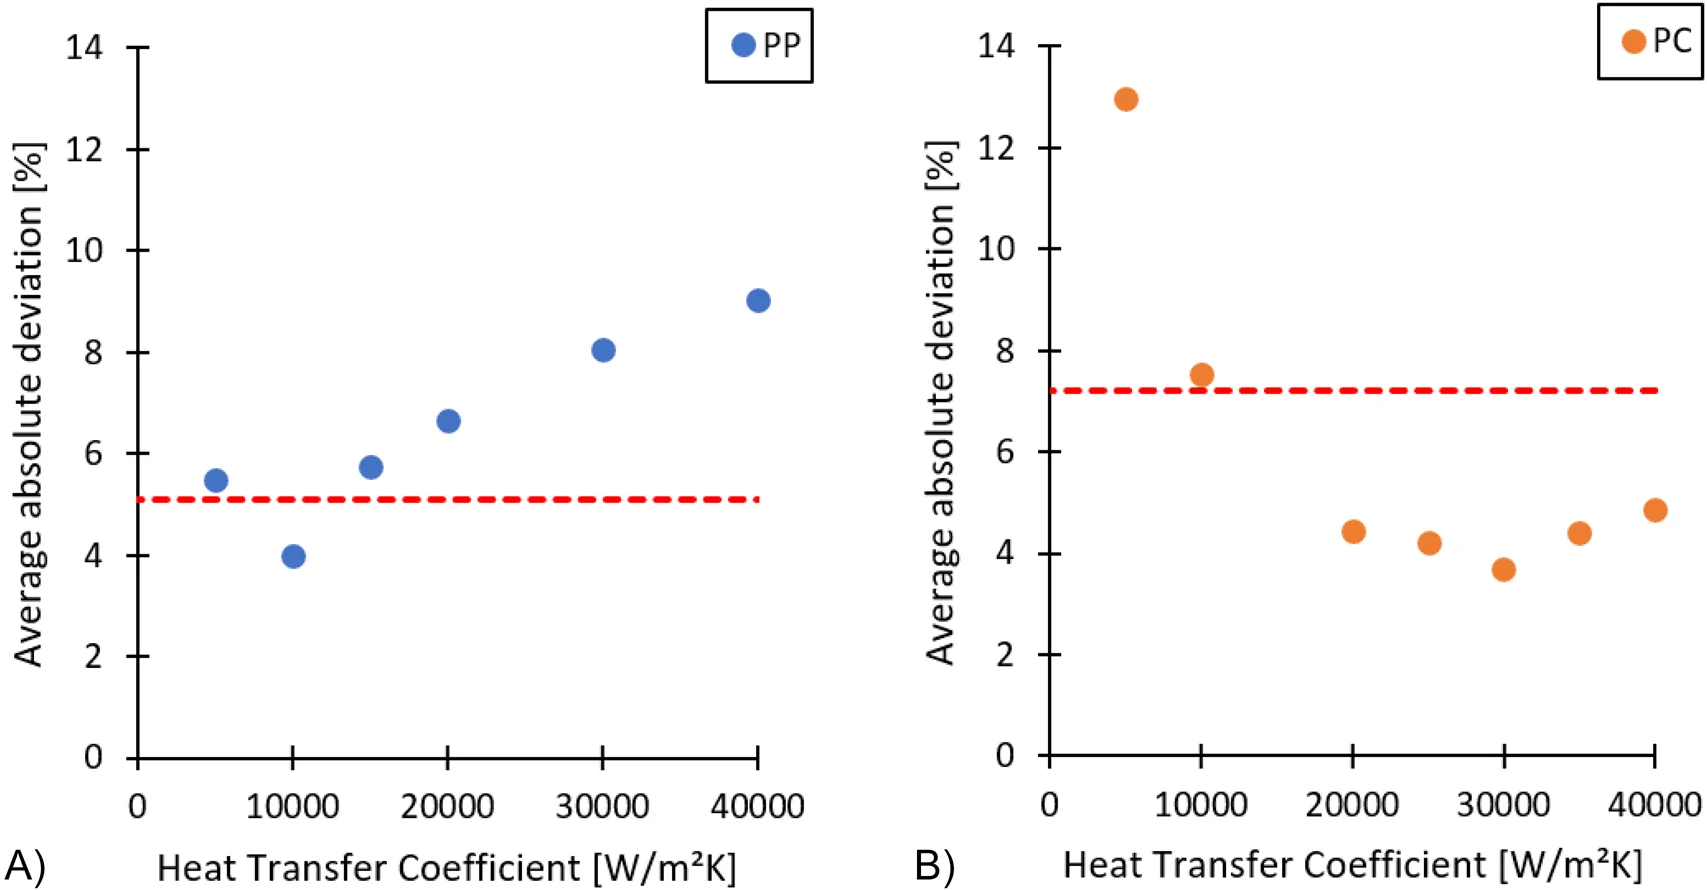 PP
14
12
10
8
6
4
2
0
Average absolute deviation [%]
0 10000 20000 30000 40000
A) Heat Transfer Coefficient [W/m²K]
PC
14
12
10
8
6
4
2
0
Average absolute deviation [%]
0 10000 20000 30000 40000
B) Heat Transfer Coefficient [W/m²K]